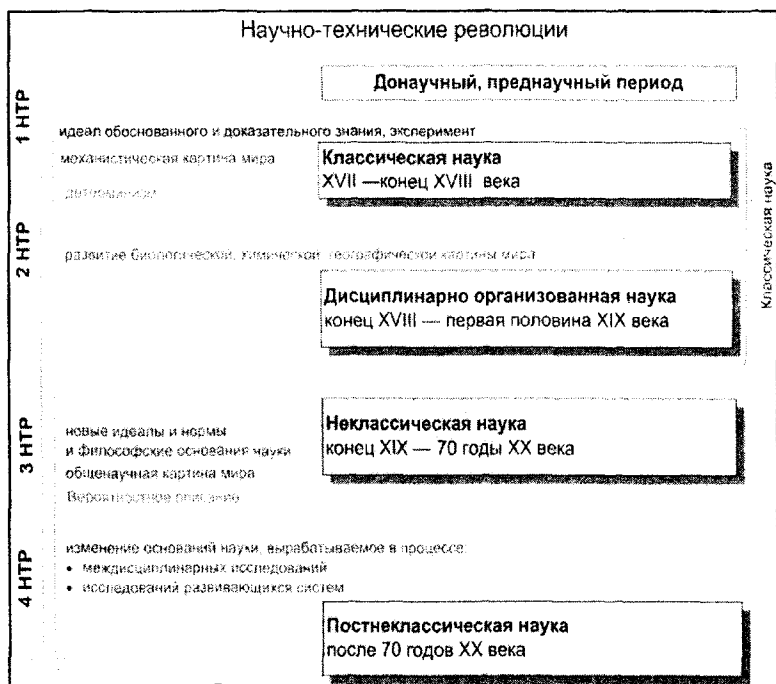 Научно-технические революции
Донаучный, преднаучный период
1 НТР
идеал обоснованного и доказательного знания, эксперимент
механистическая картина мира
Классическая наука
XVII —конец XVIII века
детерминизм
Классическая наука
2 НТР
развитие биологической, химической, географической картины мира
Дисциплинарно организованная наука
конец XVIII — первая половина XIX века
3 НТР
новые идеалы и нормы
и философские основания науки
общенаучная картина мира
Вероятностное описание
Неклассическая наука
конец XIX — 70 годы XX века
4 НТР
изменение оснований науки, вырабатываемое в процессе:
• междисциплинарных исследований
• исследований развивающихся систем
Постнеклассическая наука
после 70 годов XX века